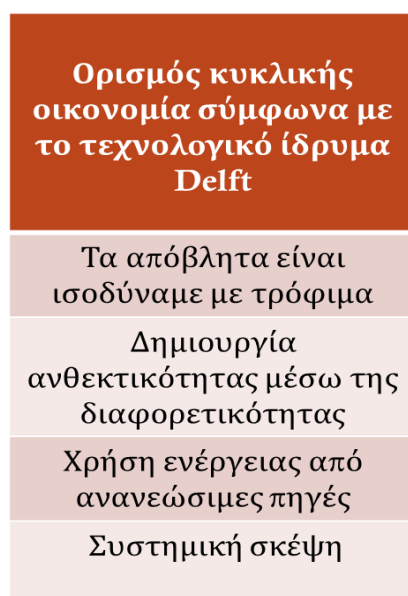 Ορισμός κυκλικής
οικονομία σύμφωνα με
το τεχνολογικό ίδρυμα
Delft
Τα απόβλητα είναι
ισοδύναμε με τρόφιμα
Δημιουργία
ανθεκτικότητας μέσω της
διαφορετικότητας
Χρήση ενέργειας από
ανανεώσιμες πηγές
Συστημική σκέψη